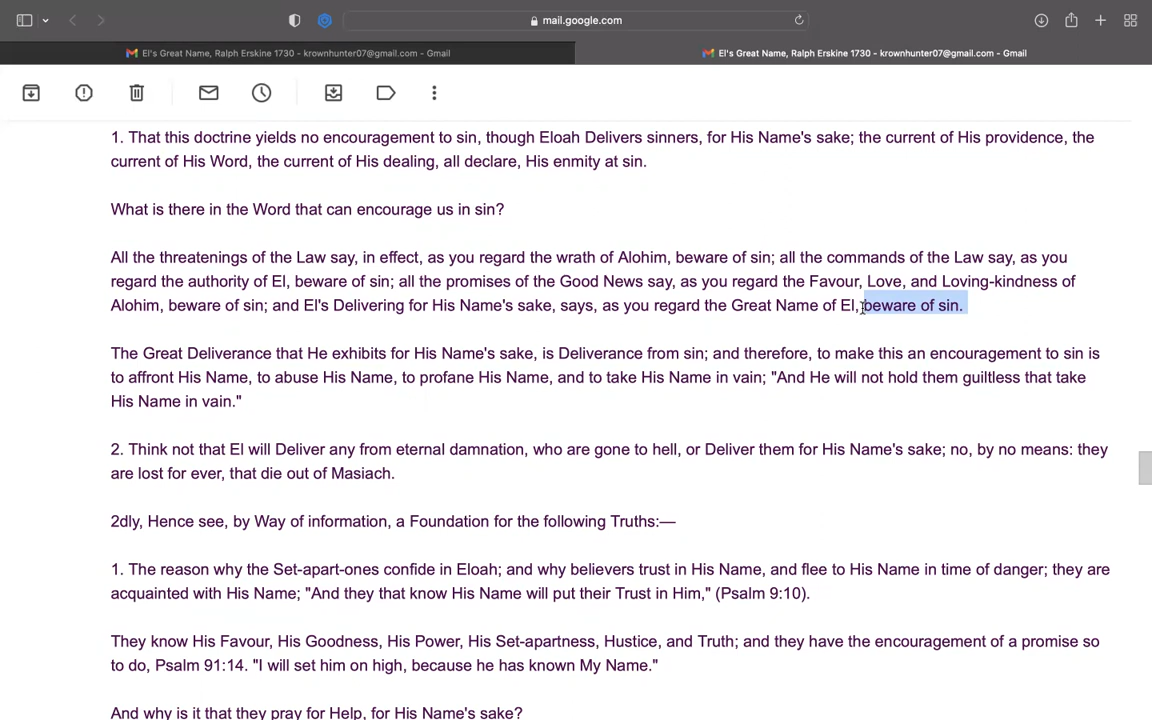 mail.google.com
El's Great Name, Ralph Erskine 1730 - krownhunter07@gmail.com - Gmail
El's Great Name, Ralph Erskine 1730 - krownhunter07@gmail.com - Gmail
1. That this doctrine yields no encouragement to sin, though Eloah Delivers sinners, for His Name's sake; the current of His providence, the
current of His Word, the current of His dealing, all declare, His enmity at sin.
What is there in the Word that can encourage us in sin?
All the threatenings of the Law say, in effect, as you regard the wrath of Alohim, beware of sin; all the commands of the Law say, as you
regard the authority of El, beware of sin; all the promises of the Good News say, as you regard the Favour, Love, and Loving-kindness of
Alohim, beware of sin; and El's Delivering for His Name's sake, says, as you regard the Great Name of El, beware of sin.
The Great Deliverance that He exhibits for His Name's sake, is Deliverance from sin; and therefore, to make this an encouragement to sin is
to affront His Name, to abuse His Name, to profane His Name, and to take His Name in vain; "And He will not hold them guiltless that take
His Name in vain."
2. Think not that El will Deliver any from eternal damnation, who are gone to hell, or Deliver them for His Name's sake; no, by no means: they
are lost for ever, that die out of Masiach.
2dly, Hence see, by Way of information, a Foundation for the following Truths:—
1. The reason why the Set-apart-ones confide in Eloah; and why believers trust in His Name, and flee to His Name in time of danger; they are
acquainted with His Name; "And they that know His Name will put their Trust in Him," (Psalm 9:10).
They know His Favour, His Goodness, His Power, His Set-apartness, Hustice, and Truth; and they have the encouragement of a promise so
to do, Psalm 91:14. "I will set him on high, because he has known My Name."
And why is it that they pray for Help, for His Name's sake?